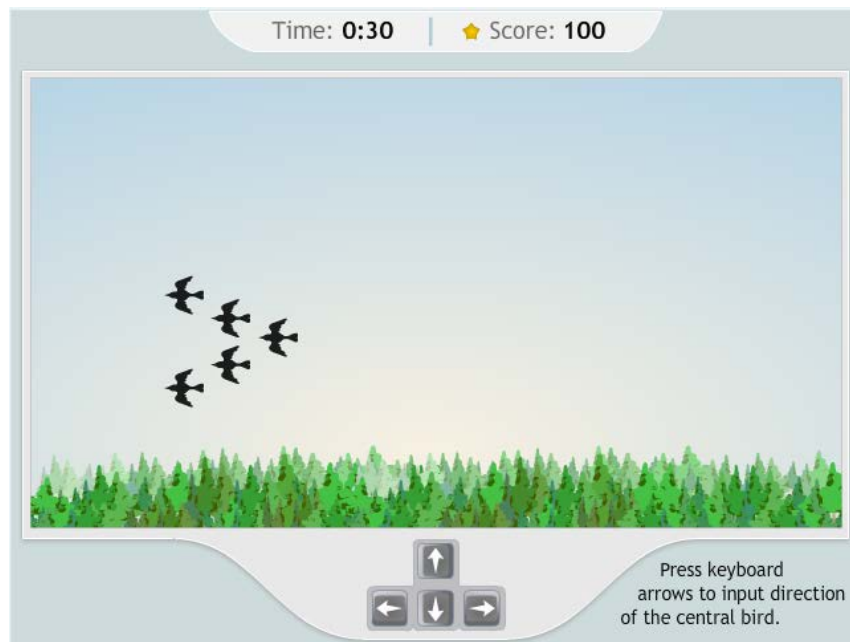 Time: 0:30 | Score: 100
Press keyboard
arrows to input direction
of the central bird.